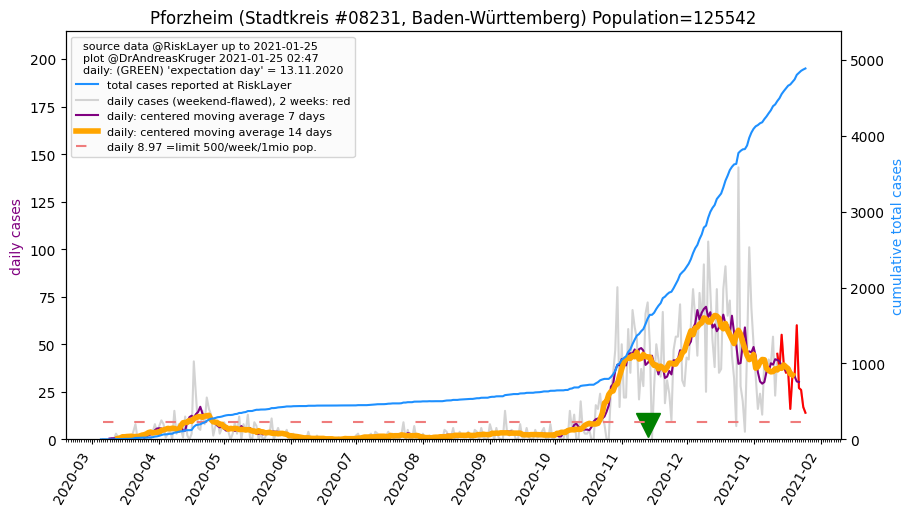 Pforzheim (Stadtkreis #08231, Baden-Württemberg) Population=125542
source data @RiskLayer up to 2021-01-25
plot @DrAndreasKruger 2021-01-25 02:47
daily: (GREEN) 'expectation day' = 13.11.2020
total cases reported at RiskLayer
daily cases (weekend-flawed), 2 weeks: red
daily: centered moving average 7 days
daily: centered moving average 14 days
daily 8.97 =limit 500/week/1mio pop.
daily cases
200
175
150
125
100
75
50
25
0
cumulative total cases
5000
4000
3000
2000
1000
0
2020-03
2020-04
2020-05
2020-06
2020-07
2020-08
2020-09
2020-10
2020-11
2020-12
2021-01
2021-02